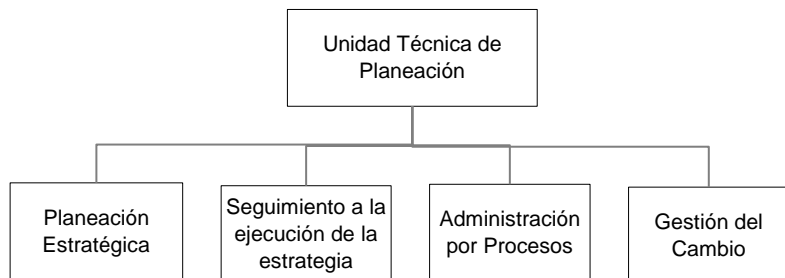 Unidad Técnica de
Planeación
Planeación
Estratégica
Seguimiento a la
ejecución de la
estrategia
Administración
por Procesos
Gestión del
Cambio